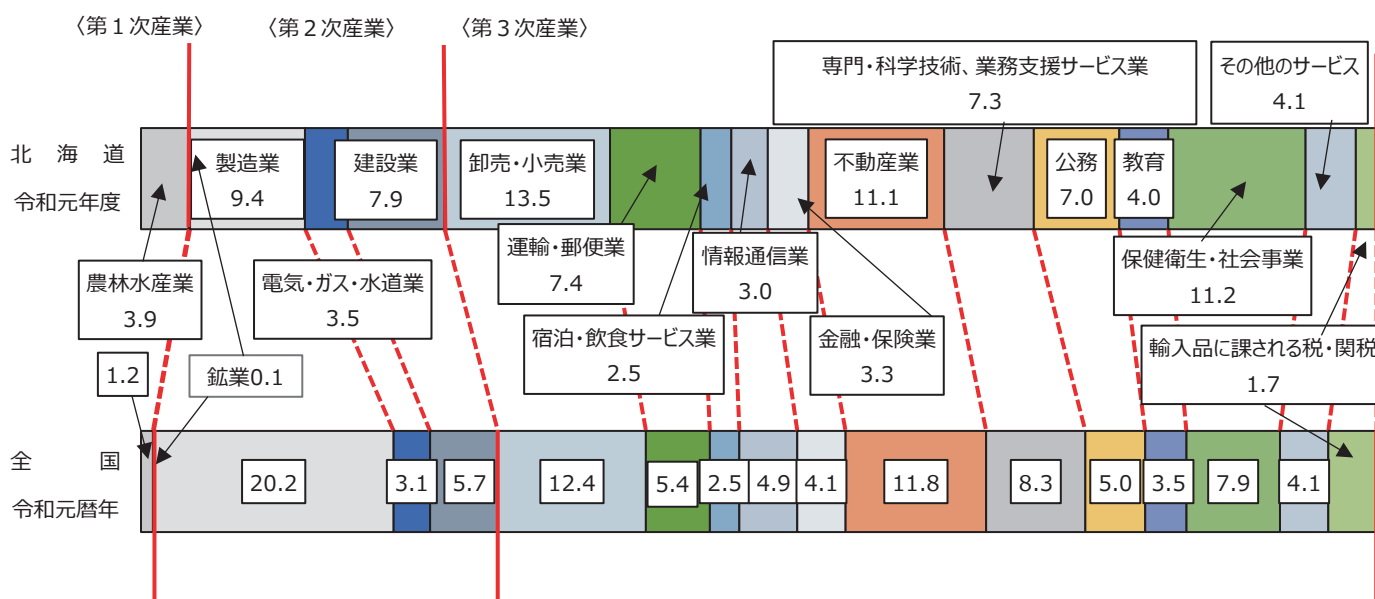 〈第１次産業〉
〈第２次産業〉
〈第３次産業〉
専門・科学技術、業務支援サービス業
7.3
その他のサービス
4.1
北海道
令和元年度
製造業
9.4
建設業
7.9
卸売・小売業
13.5
不動産業
11.1
公務
7.0
教育
4.0
農林水産業
3.9
電気・ガス・水道業
3.5
運輸・郵便業
7.4
情報通信業
3.0
保健衛生・社会事業
11.2
宿泊・飲食サービス業
2.5
金融・保険業
3.3
輸入品に課される税・関税
1.7
1.2
鉱業0.1
全国
令和元暦年
20.2
3.1
5.7
12.4
5.4
2.5
4.9
4.1
11.8
8.3
5.0
3.5
7.9
4.1